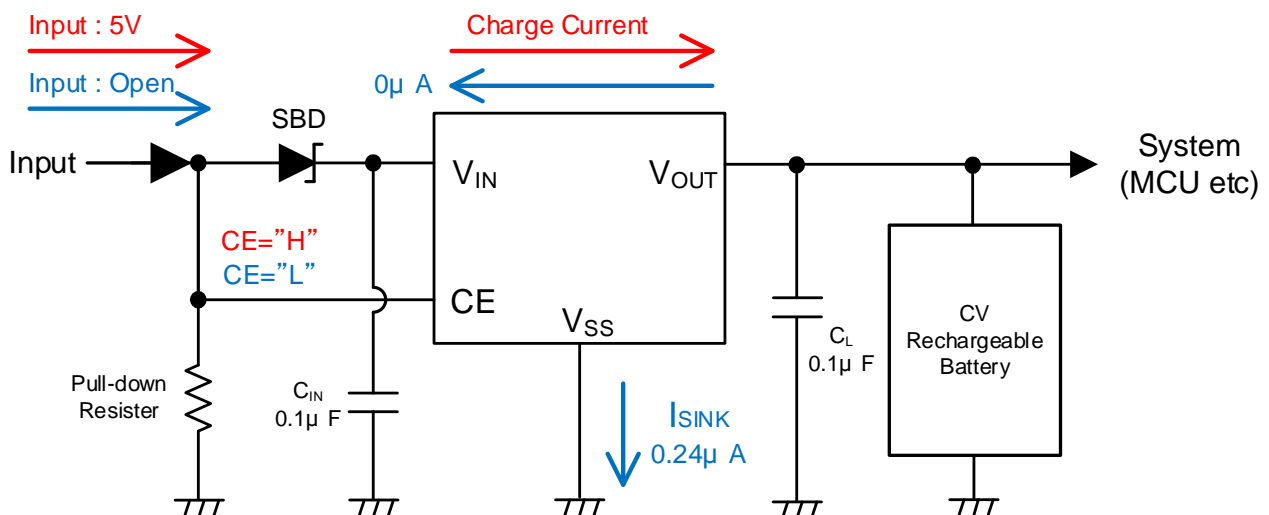 Input : 5V
Charge Current
Input : Open
0μ A
SBD
Input
VIN
VOUT
System
(MCU etc)
CE="H"
CE="L"
CE
VSS
CV
Rechargeable
Battery
CL
0.1μ F
Pull-down
Resister
CIN
0.1μ F
ISINK
0.24μ A